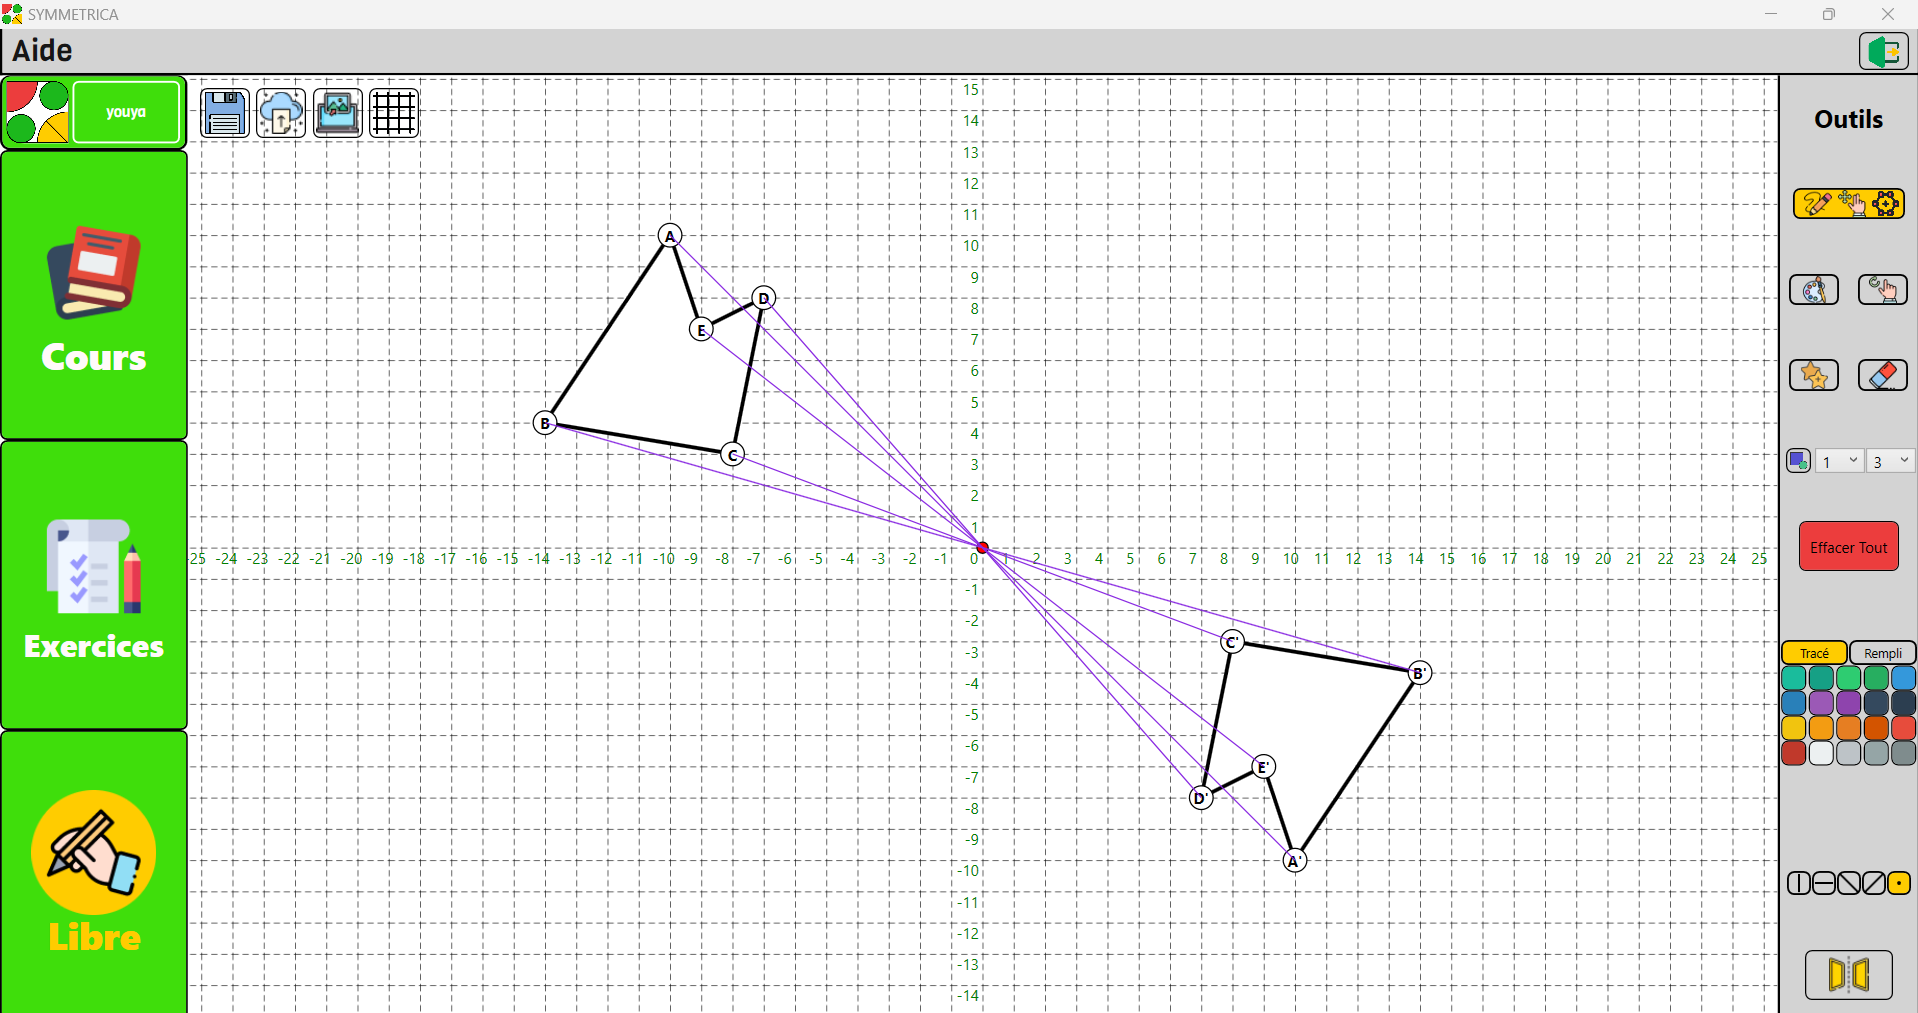 SYMMETRICA
Aide
youya
Cours
Exercices
Libre
15
14
13
12
11
10
9
8
7
6
5
4
3
2
1
-25 -24 -23 -22 -21 -20 -19 -18 -17 -16 -15 -14 -13 -12 -11 -10 -9 -8 -7 -6 -5 -4 -3 -2 -1 0 1 2 3 4 5 6 7 8 9 10 11 12 13 14 15 16 17 18 19 20 21 22 23 24 25
-1
-2
-3
-4
-5
-6
-7
-8
-9
-10
-11
-12
-13
-14
A
D
E
B
C
C'
B'
E'
D'
A'
Outils
1 3
Effacer Tout
Tracé Rempli